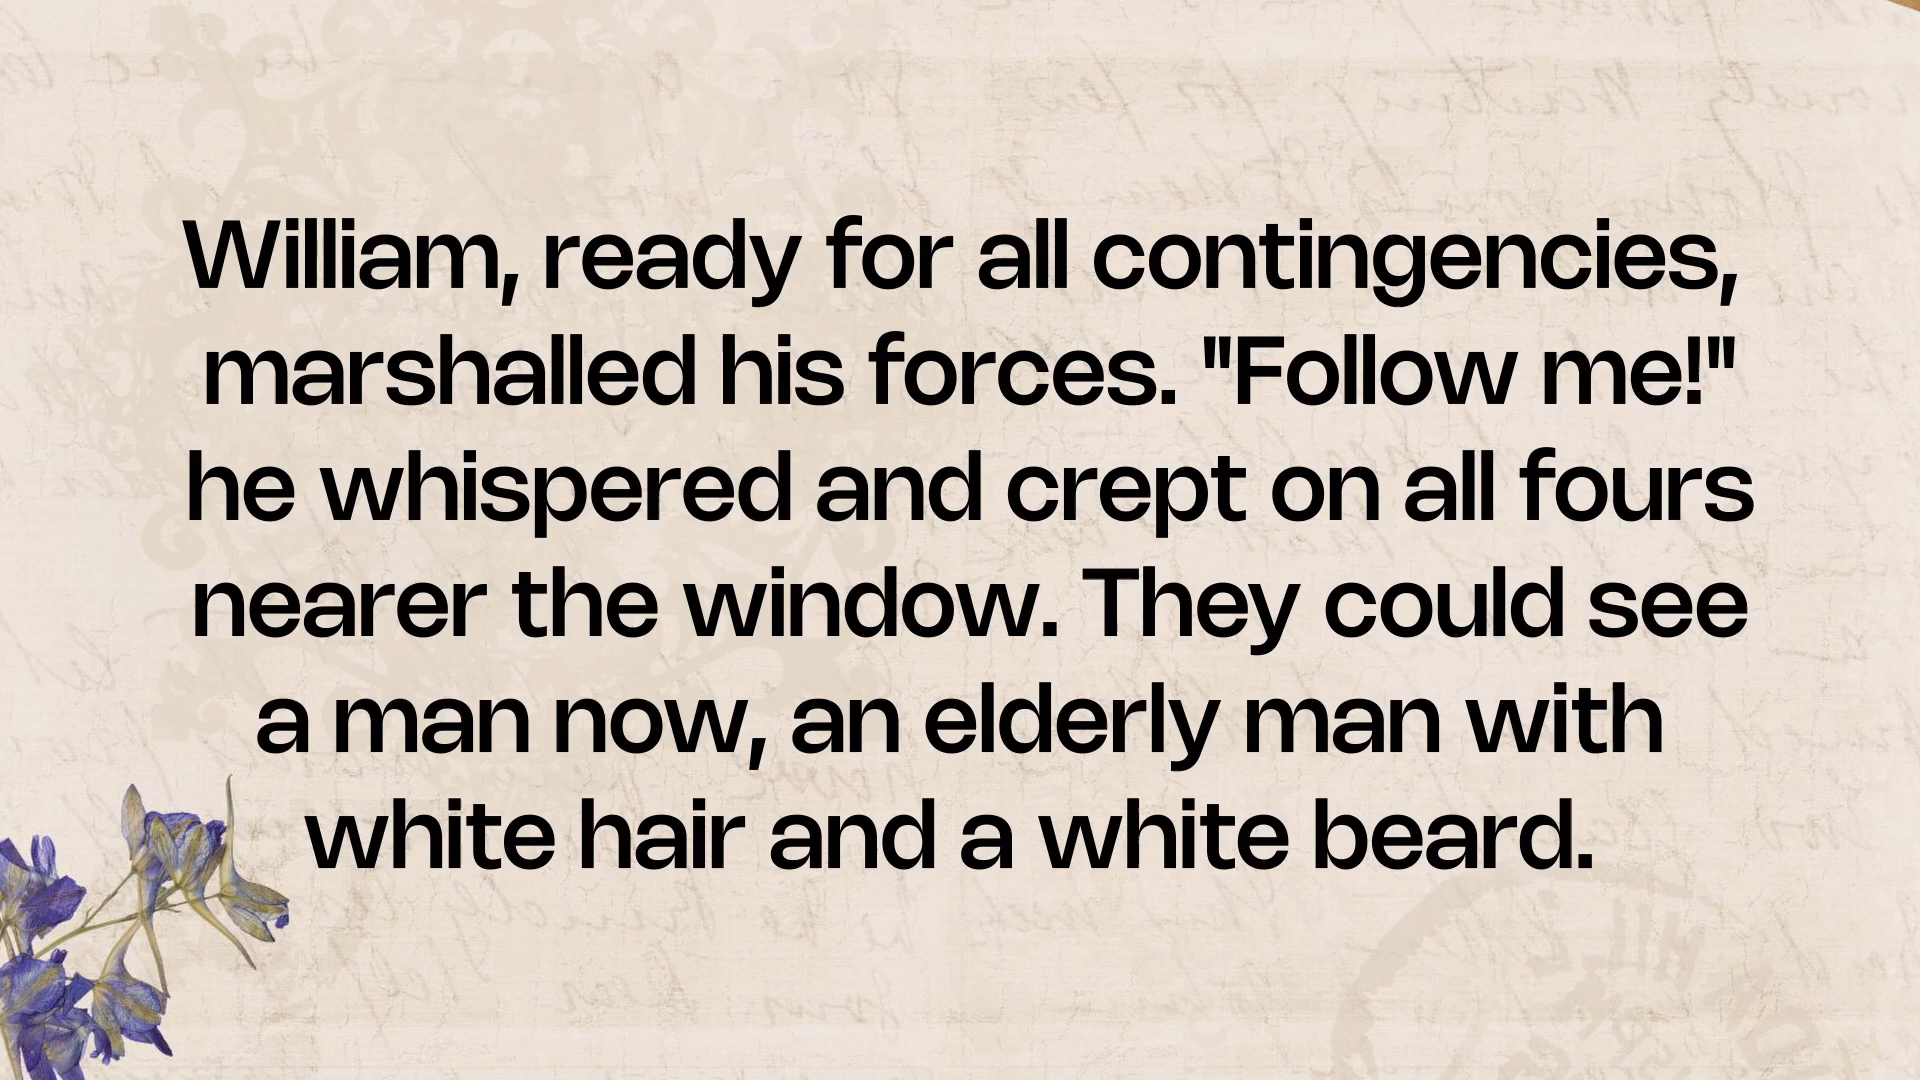 William, ready for all contingencies,
marshalled his forces. "Follow me!"
he whispered and crept on all fours
nearer the window. They could see
a man now, an elderly man with
white hair and a white beard.